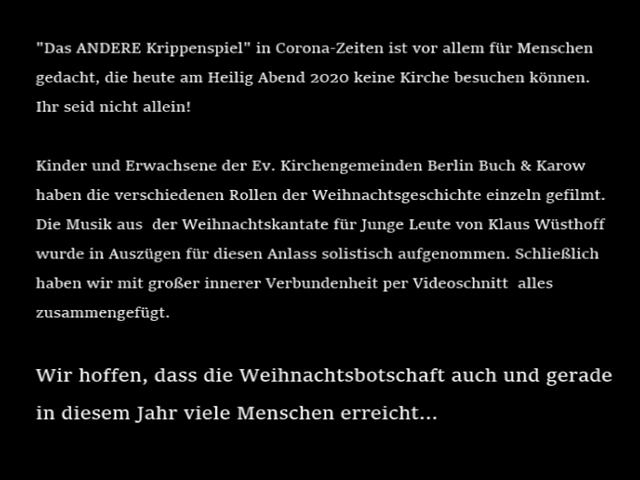 "Das ANDERE Krippenspiel" in Corona-Zeiten ist vor allem für Menschen
gedacht, die heute am Heilig Abend 2020 keine Kirche besuchen können.
Ihr seid nicht allein!
Kinder und Erwachsene der Ev. Kirchengemeinden Berlin Buch & Karow
haben die verschiedenen Rollen der Weihnachtsgeschichte einzeln gefilmt.
Die Musik aus  der Weihnachtskantate für Junge Leute von Klaus Wüsthoff
wurde in Auszügen für diesen Anlass solistisch aufgenommen. Schließlich
haben wir mit großer innerer Verbundenheit per Videoschnitt  alles
zusammengefügt.
Wir hoffen, dass die Weihnachtsbotschaft auch und gerade
in diesem Jahr viele Menschen erreicht...